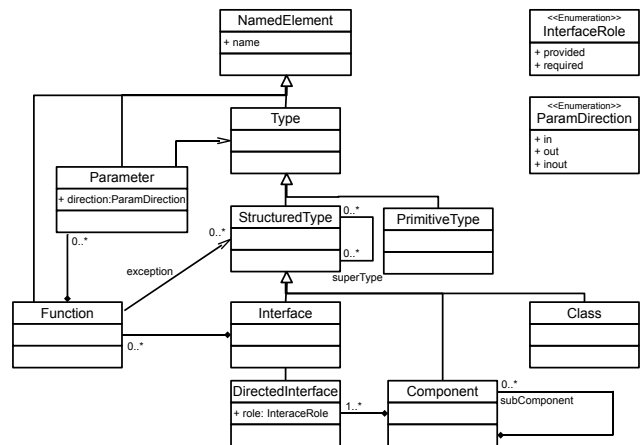 NamedElement
+ name
<<Enumeration>>
InterfaceRole
+ provided
+ required
<<Enumeration>>
ParamDirection
+ in
+ out
+ inout
Type
Parameter
+ direction:ParamDirection
0..*
StructuredType
0..*
0..*
0..*
superType
PrimitiveType
exception
Function
0..*
Interface
Class
DirectedInterface
+ role: InteraceRole
1..*
Component
0..*
subComponent